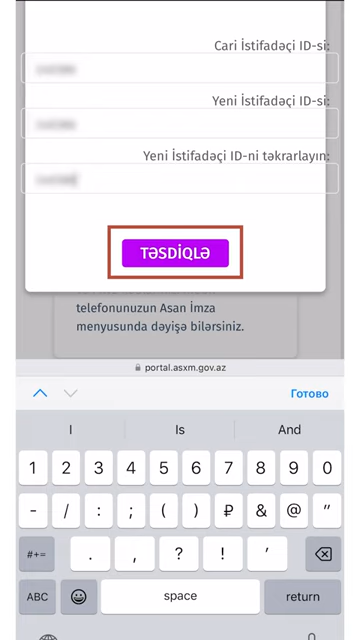 Cari İstifadəçi ID-si:
Yeni İstifadəçi ID-si:
Yeni İstifadəçi ID-ni təkrarlayın:
TƏSDİQLƏ
telefonunuzun Asan İmza
menyusunda dəyişə bilərsiniz.
portal.asxm.gov.az
Готово
I Is And
1 2 3 4 5 6 7 8 9 0
- / : ; ( ) ₽ & @ "
#+= . , ? ! '
ABC space return